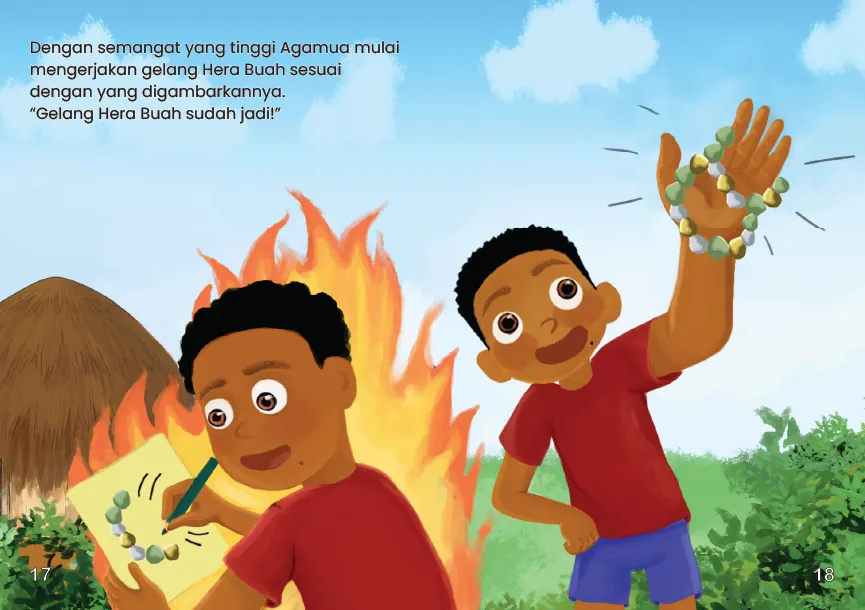 Dengan semangat yang tinggi Agamua mulai
mengerjakan gelang Hera Buah sesuai
dengan yang digambarkannya.
“Gelang Hera Buah sudah jadi!”
17
18